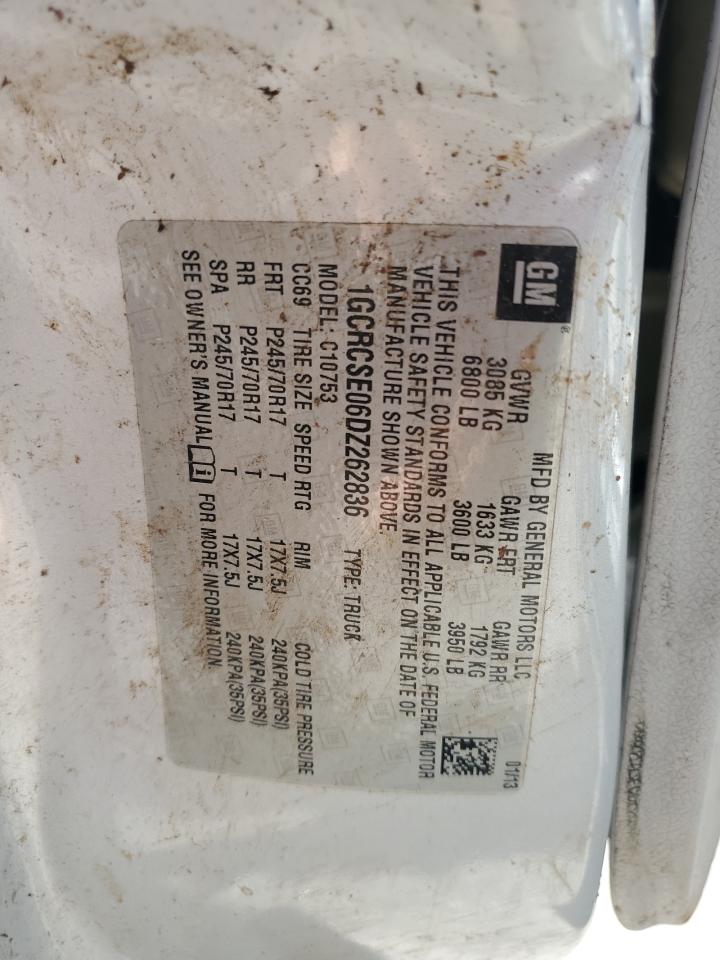 GM®
MFD BY GENERAL MOTORS LLC 01/13
GVWR GAWR FRT GAWR RR
3085 KG 1633 KG 1792 KG
6800 LB 3600 LB 3950 LB
THIS VEHICLE CONFORMS TO ALL APPLICABLE U.S. FEDERAL MOTOR
VEHICLE SAFETY STANDARDS IN EFFECT ON THE DATE OF
MANUFACTURE SHOWN ABOVE.
1GCRCSE06DZ262836 TYPE: TRUCK
MODEL: C10753
CC69 TIRE SIZE SPEED RTG RIM COLD TIRE PRESSURE
FRT P245/70R17 T 17X7.5J 240KPA(35PSI)
RR P245/70R17 T 17X7.5J 240KPA(35PSI)
SPA P245/70R17 T 17X7.5J 240KPA(35PSI)
SEE OWNER'S MANUAL FOR MORE INFORMATION.